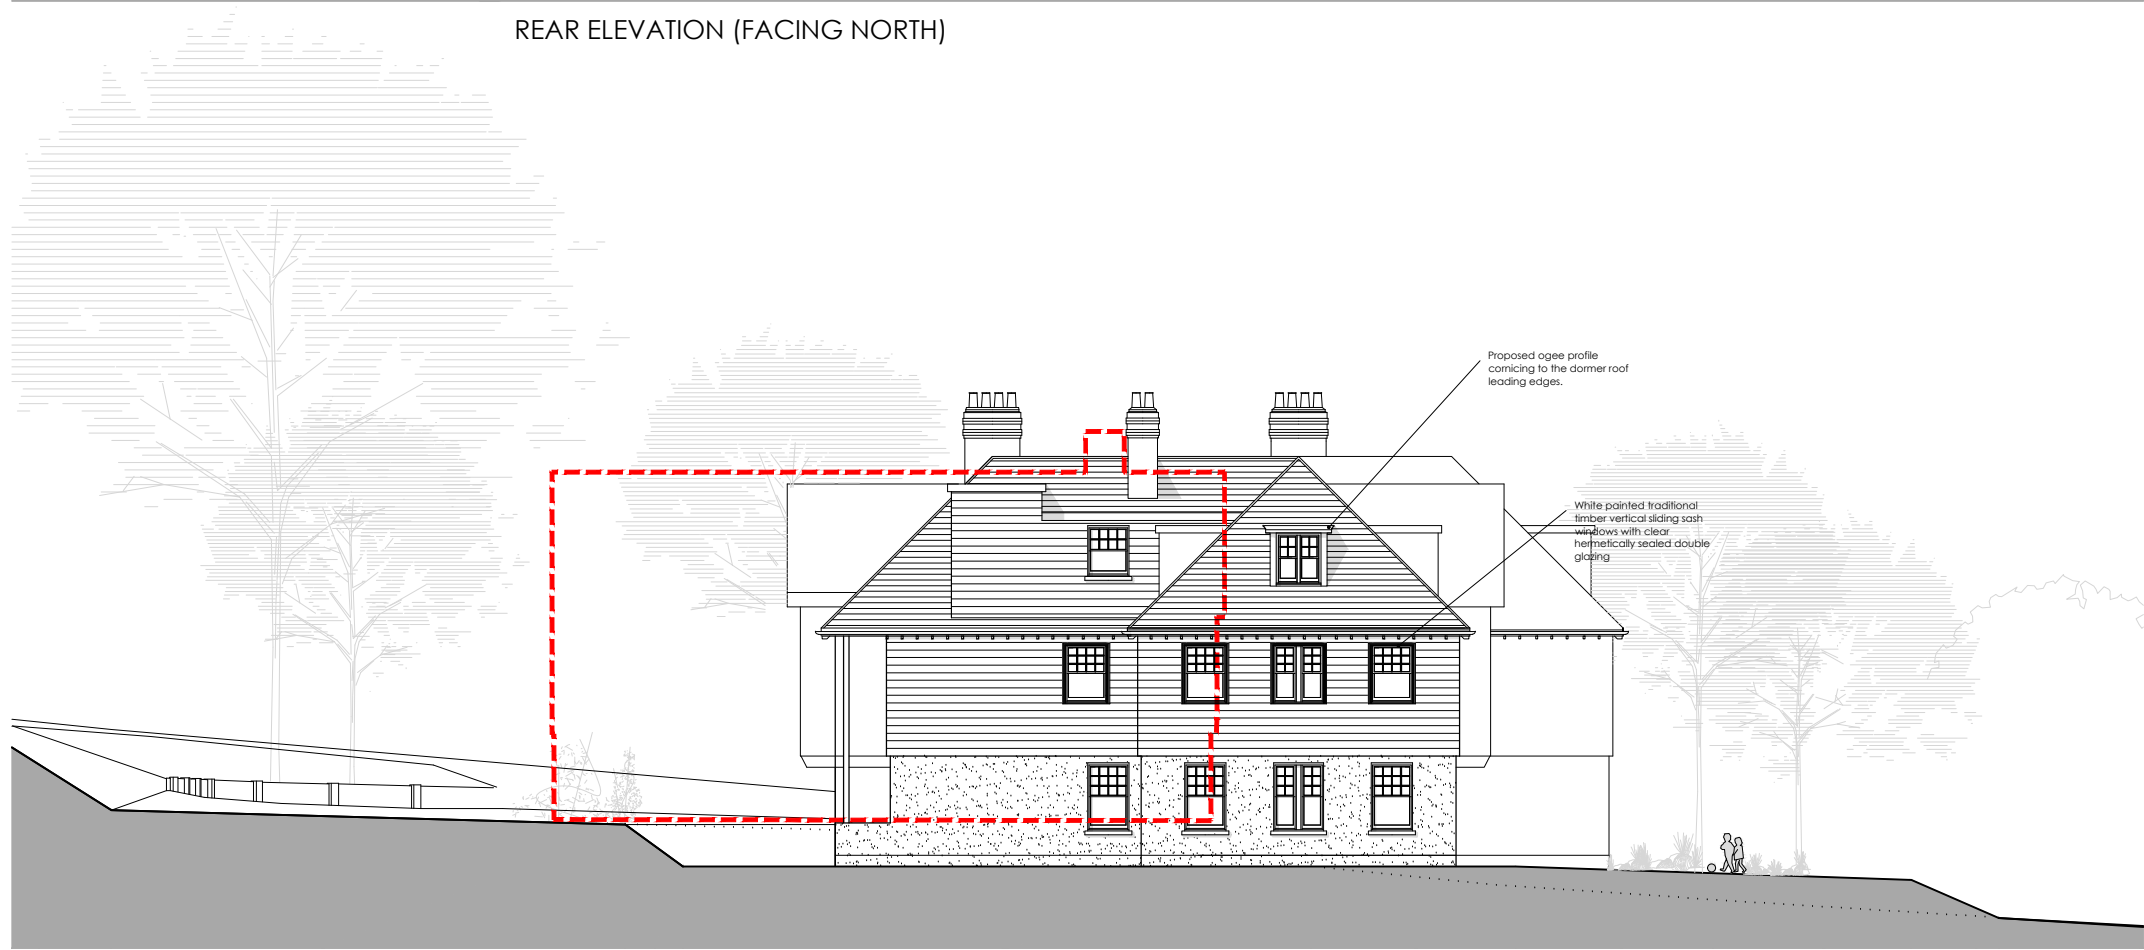 REAR ELEVATION (FACING NORTH)
Proposed ogee profile
cornicing to the dormer roof
leading edges.
White painted traditional
timber vertical sliding sash
windows with clear
hermetically sealed double
glazing